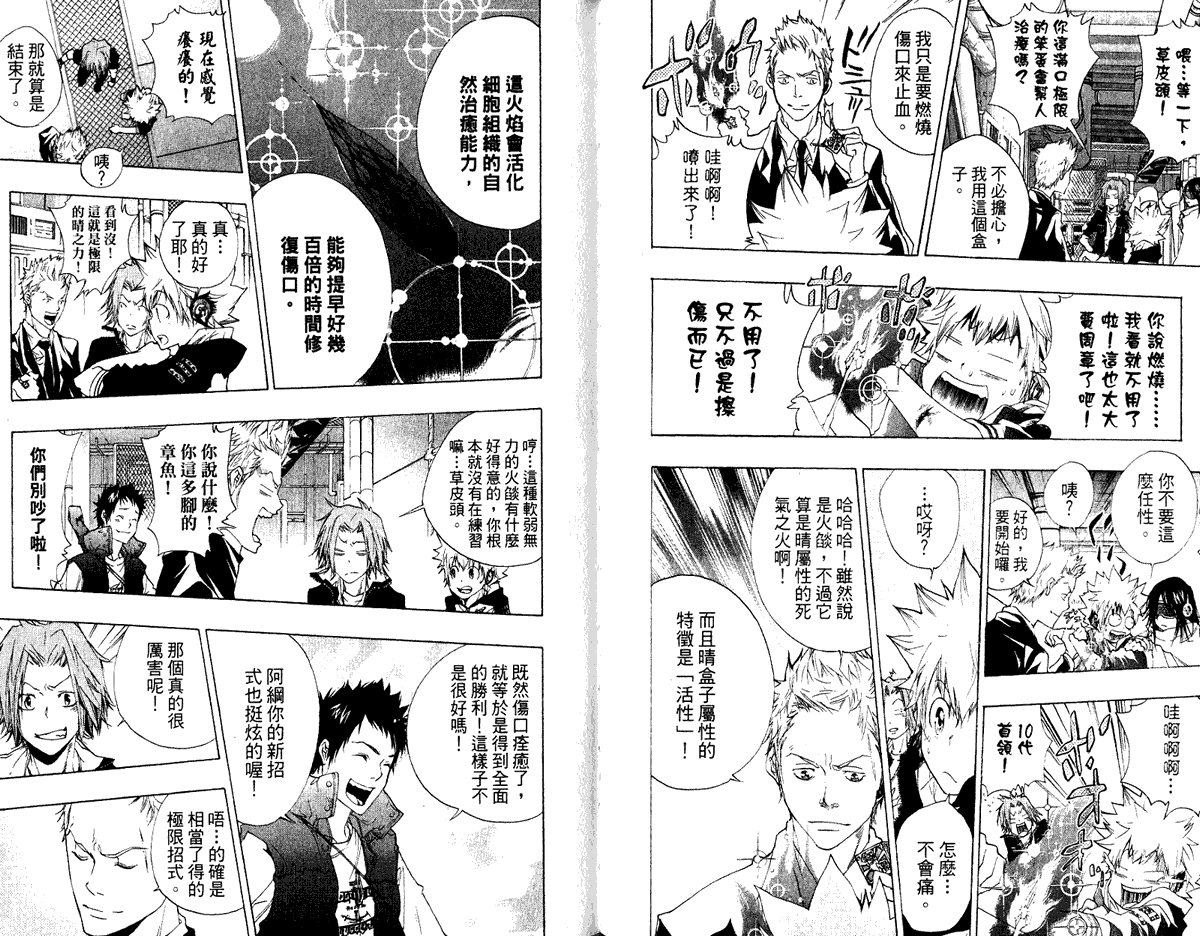 喂…等一下，
草皮頭！
你這滿口極限
的笨蛋會幫人
治療嗎？
不必擔心，
我用這個盒
子。
我只是要燃燒
傷口來止血。
哇啊啊！
噴出來了！
你說燃燒……
我看就不用了
啦！這也太大
費周章了吧！
不用了！
只不過是擦
傷而已！
你不要這
麼任性。
咦？
好的，我
要開始囉。
哇啊啊啊…
10代
首領！
…哎呀？
怎麼…
不會痛
哈哈哈！雖然說
是火燄，不過它
算是晴屬性的死
氣之火啊！
而且晴盒子屬性的
特徵是「活性」！
這火焰會活化
細胞組織的自
然治癒能力，
能夠提早好幾
百倍的時間修
復傷口。
現在感覺
癢癢的！
那就算是
結束了。
咦？
真…
真的好
了耶！
看到沒！
這就是極限
的晴之力！
哼…這種軟弱無
力的火燄有什麼
好得意的，你根
本就沒有在練習
嘛…草皮頭。
你說什麼！
你這多腳的
章魚！
你們別吵了啦！
既然傷口痊癒了，
就等於是得到全面
的勝利！這樣子不
是很好嗎！
阿綱你的新招
式也挺炫的喔！
那個真的很
厲害呢！
唔…的確是
相當了得的
極限招式。